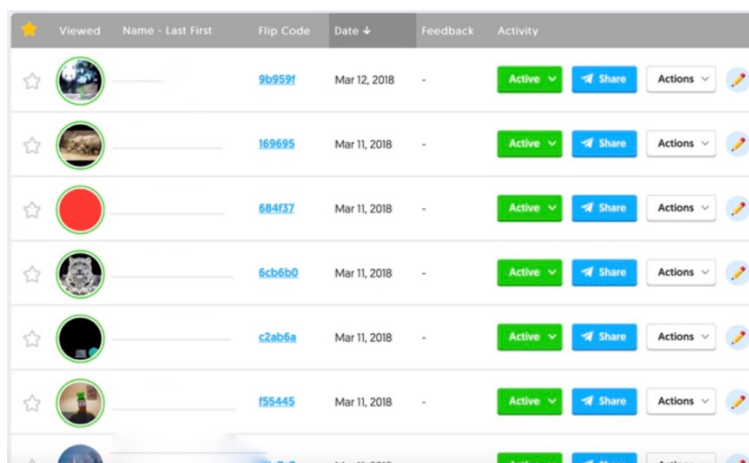 Viewed Name - Last First Flip Code Date ↓ Feedback Activity
9b959f Mar 12, 2018 - Active Share Actions
169695 Mar 11, 2018 - Active Share Actions
684f37 Mar 11, 2018 - Active Share Actions
6cb6b0 Mar 11, 2018 - Active Share Actions
c2ab6a Mar 11, 2018 - Active Share Actions
f55445 Mar 11, 2018 - Active Share Actions